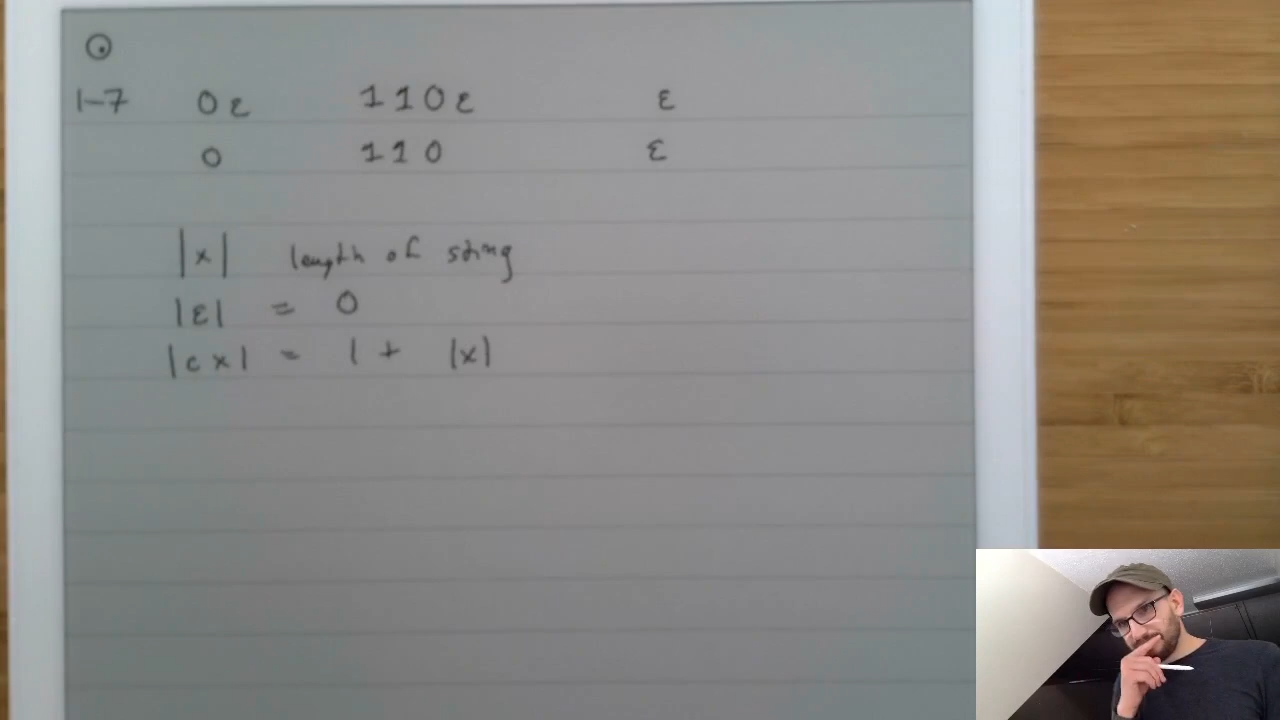 1-7 0ε 110ε ε
0 110 ε
|x| length of string
|ε| = 0
|cx| = 1 + |x|